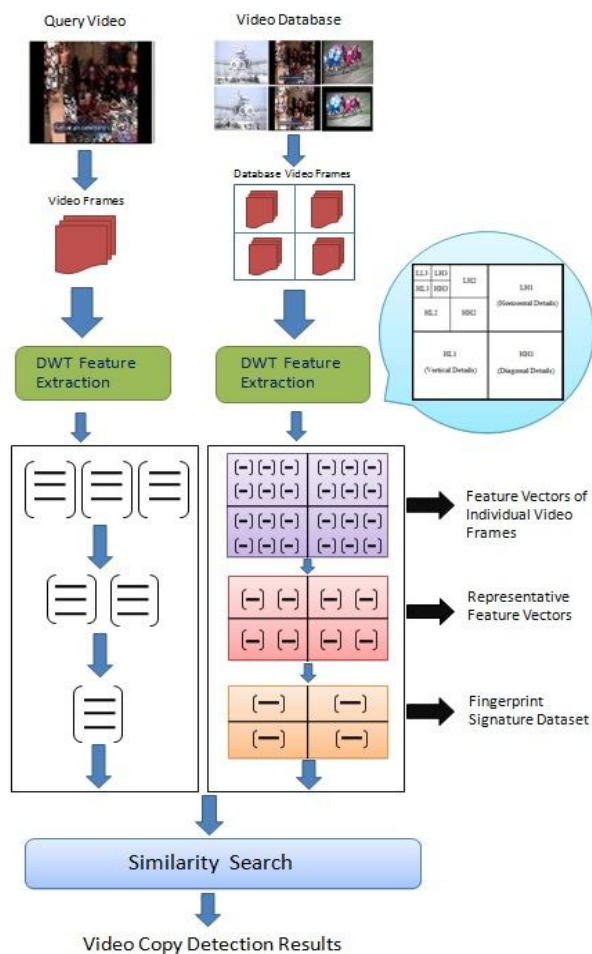 Query Video
Video Database
Video Frames
Database Video Frames
LL3 LH3
HL3 HH3
LH2
HL2
HH2
LH1
(Horizontal Details)
HL1
(Vertical Details)
HH1
(Diagonal Details)
DWT Feature
Extraction
DWT Feature
Extraction
Feature Vectors of
Individual Video
Frames
Representative
Feature Vectors
Fingerprint
Signature Dataset
Similarity Search
Video Copy Detection Results